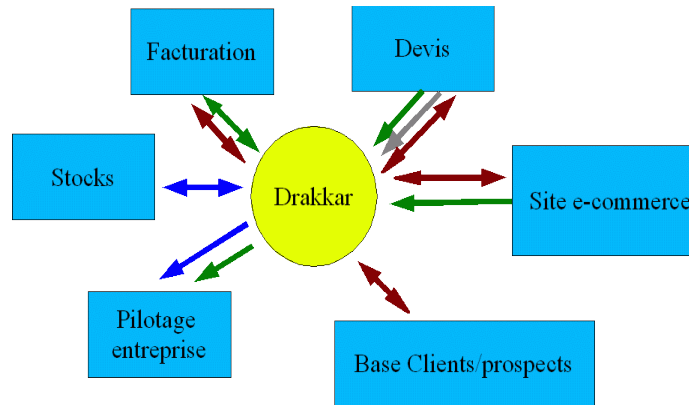 Facturation
Devis
Stocks
Drakkar
Site e-commerce
Pilotage
entreprise
Base Clients/prospects